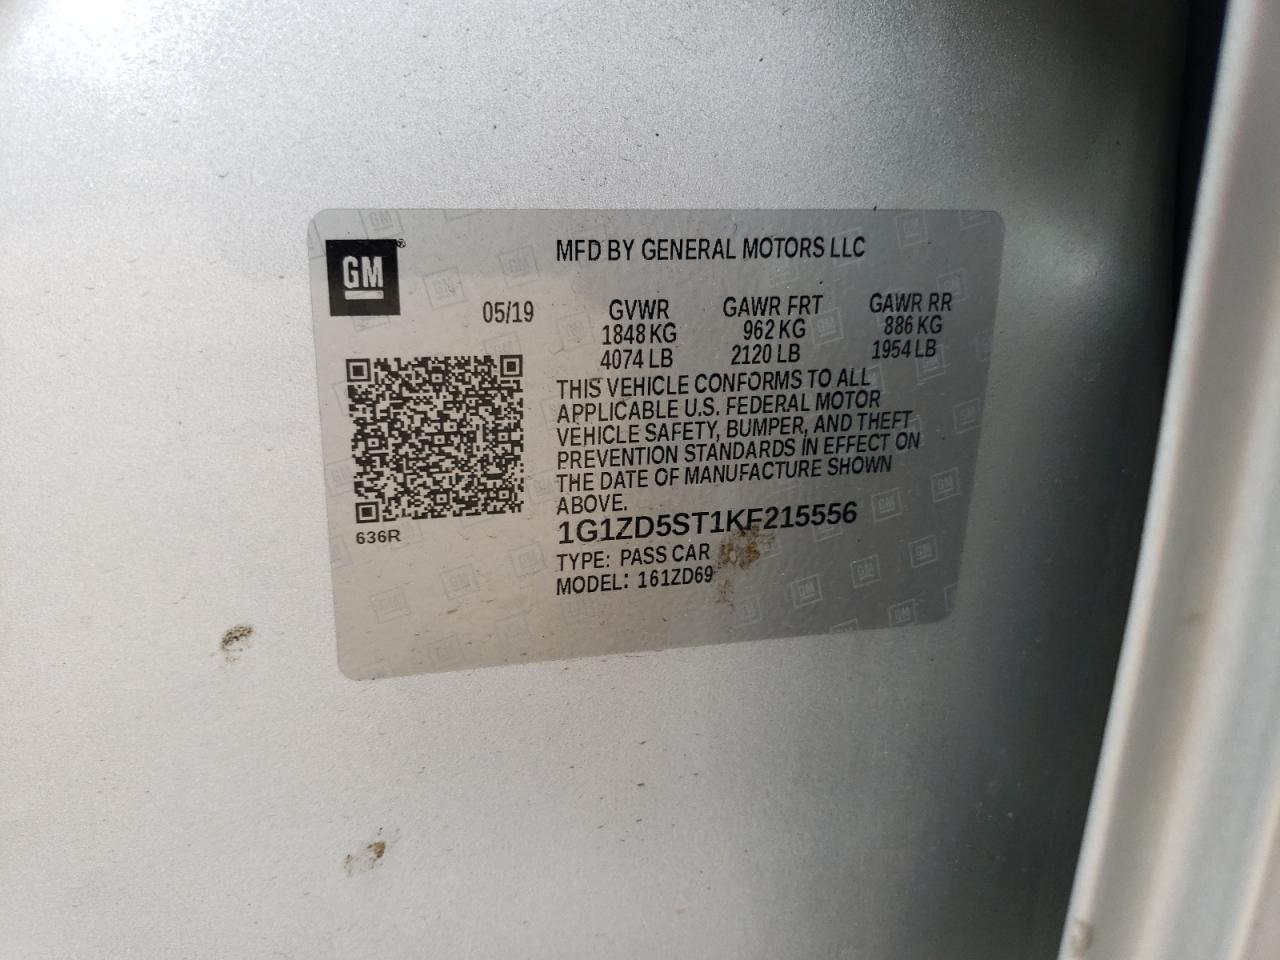 GM
MFD BY GENERAL MOTORS LLC
05/19 GVWR GAWR FRT GAWR RR
1848 KG 962 KG 886 KG
4074 LB 2120 LB 1954 LB
THIS VEHICLE CONFORMS TO ALL
APPLICABLE U.S. FEDERAL MOTOR
VEHICLE SAFETY, BUMPER, AND THEFT
PREVENTION STANDARDS IN EFFECT ON
THE DATE OF MANUFACTURE SHOWN
ABOVE.
636R
1G1ZD5ST1KF215556
TYPE: PASS CAR
MODEL: 161ZD69